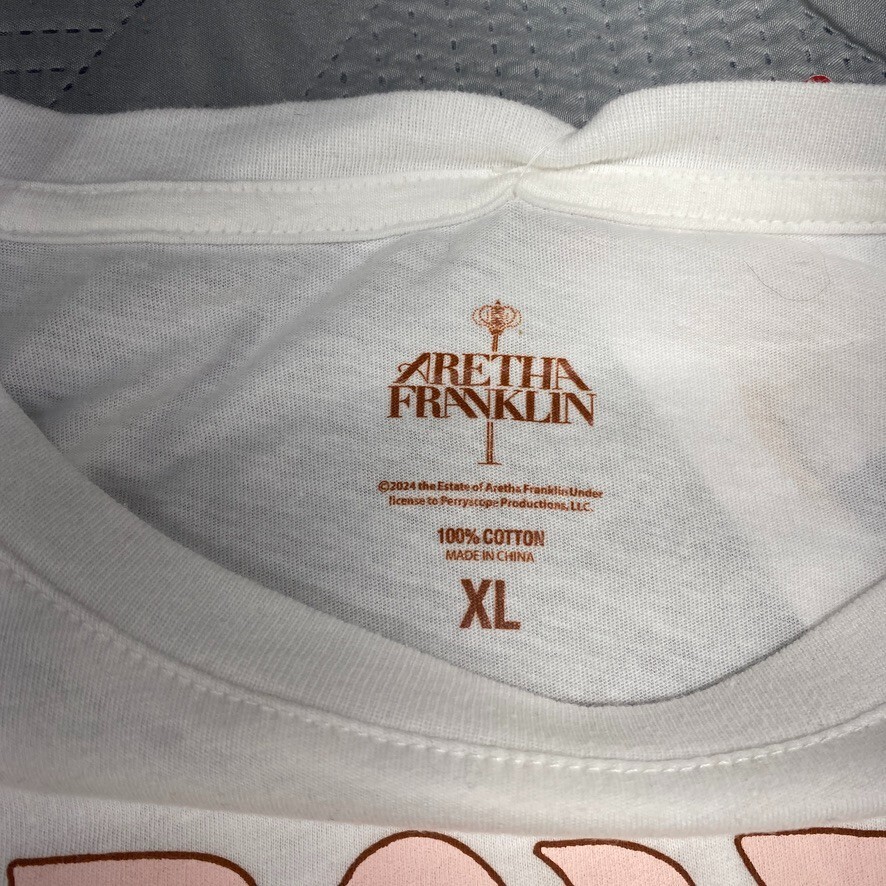 ARETHA
FRANKLIN
©2024 the Estate of Aretha Franklin Under
license to Perryscope Productions, LLC.
100% COTTON
MADE IN CHINA
XL